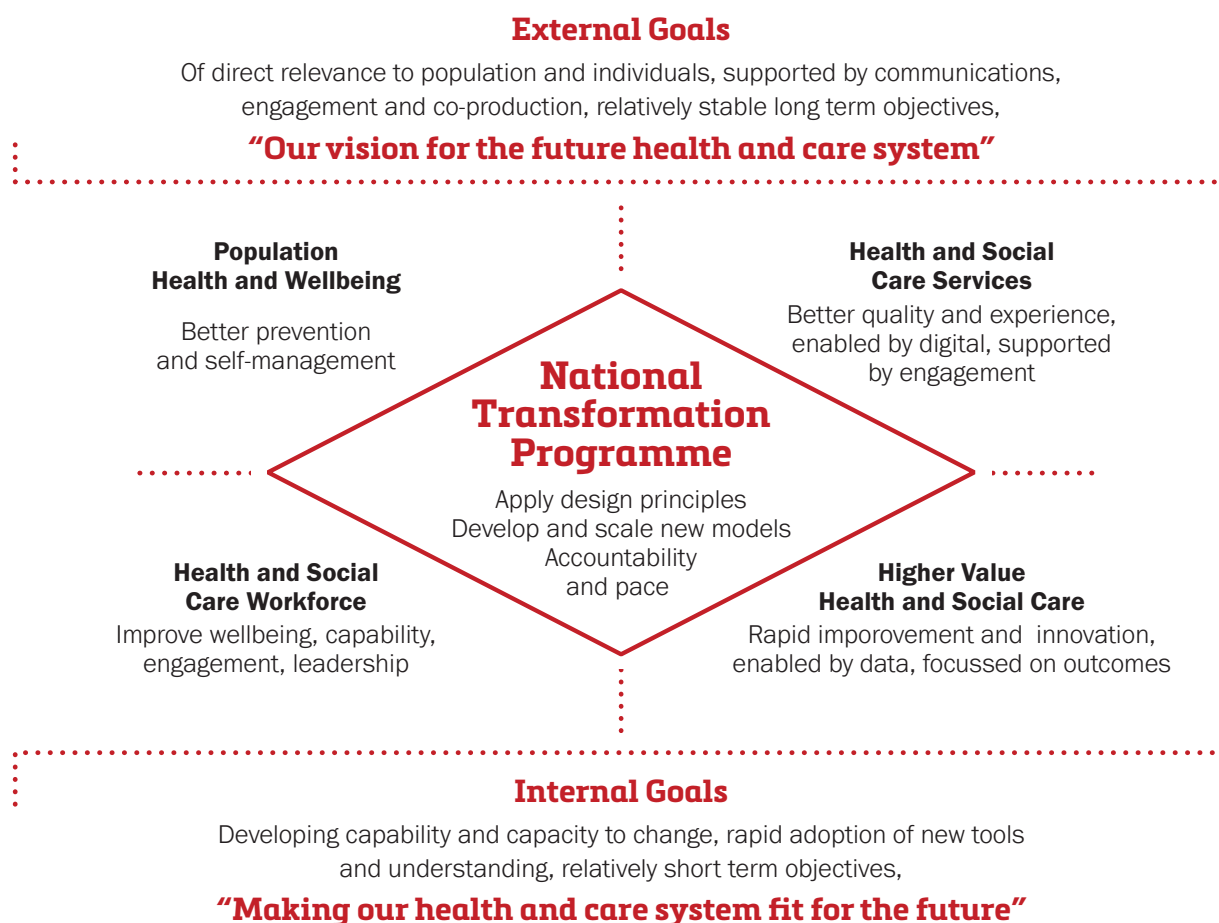 External Goals
Of direct relevance to population and individuals, supported by communications,
engagement and co-production, relatively stable long term objectives,
“Our vision for the future health and care system”
Population
Health and Wellbeing
Better prevention
and self-management
Health and Social
Care Services
Better quality and experience,
enabled by digital, supported
by engagement
National
Transformation
Programme
Apply design principles
Develop and scale new models
Accountability
and pace
Health and Social
Care Workforce
Improve wellbeing, capability,
engagement, leadership
Higher Value
Health and Social Care
Rapid imporovement and innovation,
enabled by data, focussed on outcomes
Internal Goals
Developing capability and capacity to change, rapid adoption of new tools
and understanding, relatively short term objectives,
“Making our health and care system fit for the future”